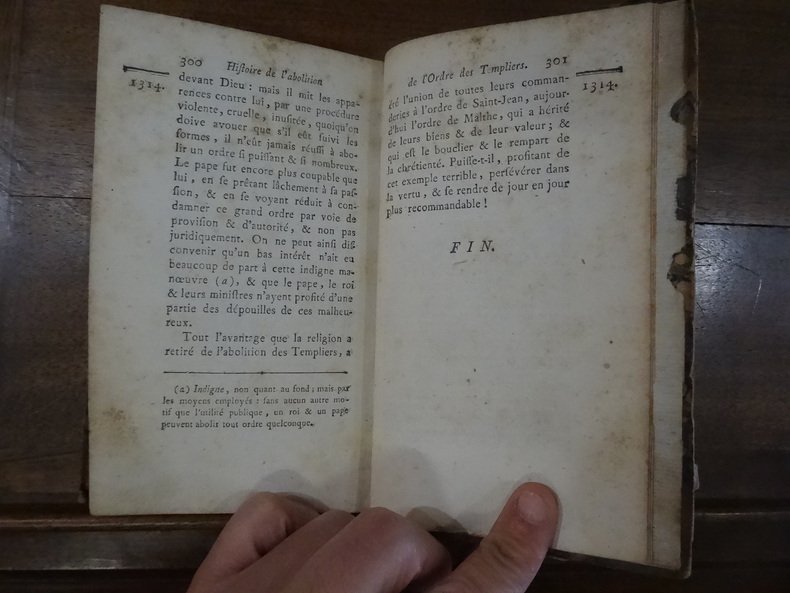 300 Hiſtoire de l'abolition
1314.
devant Dieu : mais il mit les appa-
rences contre lui, par une procédure
violente, cruelle, inuſitée, quoiqu'on
doive avouer que s'il eût ſuivi les
formes, il n'eût jamais réuſſi à abo-
lir un ordre ſi puiſſant & ſi nombreux.
Le pape fut encore plus coupable que
lui, en ſe prêtant lâchement à ſa paſ-
ſion, & en ſe voyant réduit à con-
damner ce grand ordre par voie de
proviſion & d'autorité, & non pas
juridiquement. On ne peut ainſi diſ-
convenir qu'un bas intérêt n'ait eu
beaucoup de part à cette indigne ma-
nœuvre (a), & que le pape, le roi
& leurs miniſtres n'ayent profité d'une
partie des dépouilles de ces malheu-
reux.
Tout l'avantage que la religion a
retiré de l'abolition des Templiers, a
(a) Indigne, non quant au fond ; mais par
les moyens employés : ſans aucun autre mo-
tif que l'utilité publique, un roi & un pape
peuvent abolir tout ordre quelconque.
de l'Ordre des Templiers. 301
1314.
été l'union de toutes leurs comman-
deries à l'ordre de Saint-Jean, aujour-
d'hui l'ordre de Malthe, qui a hérité
de leurs biens & de leur valeur ; &
qui eſt le bouclier & le rempart de
la chrétienté. Puiſſe-t-il, profitant de
cet exemple terrible, perſévérer dans
la vertu, & ſe rendre de jour en jour
plus recommandable !
FIN.